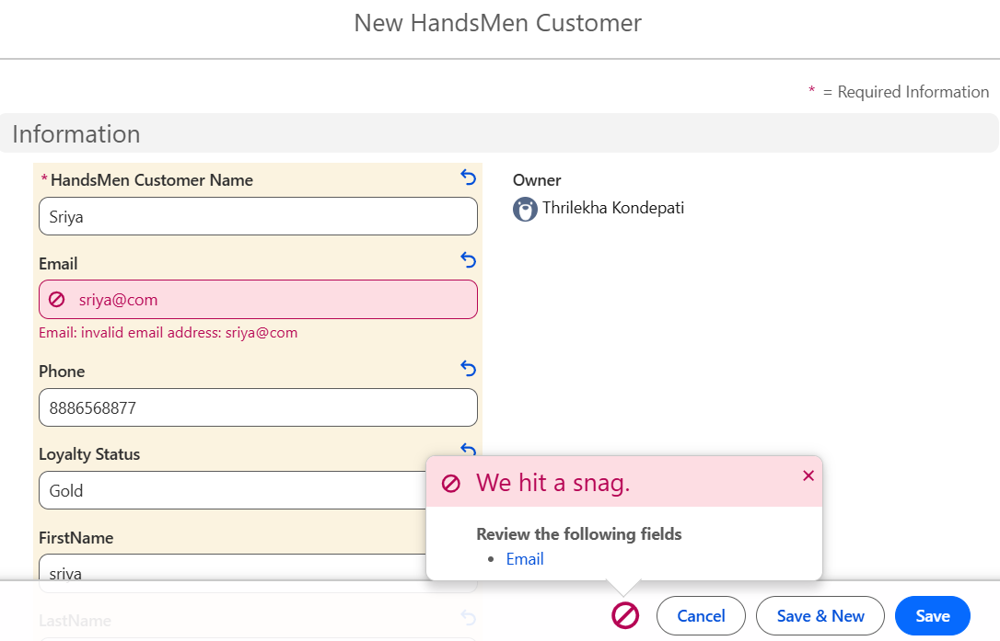 New HandsMen Customer
* = Required Information
Information
* HandsMen Customer Name
Sriya
Owner
Thrilekha Kondepati
Email
sriya@com
Email: invalid email address: sriya@com
Phone
8886568877
Loyalty Status
Gold
We hit a snag.
Review the following fields
• Email
FirstName
sriya
LastName
Cancel
Save & New
Save